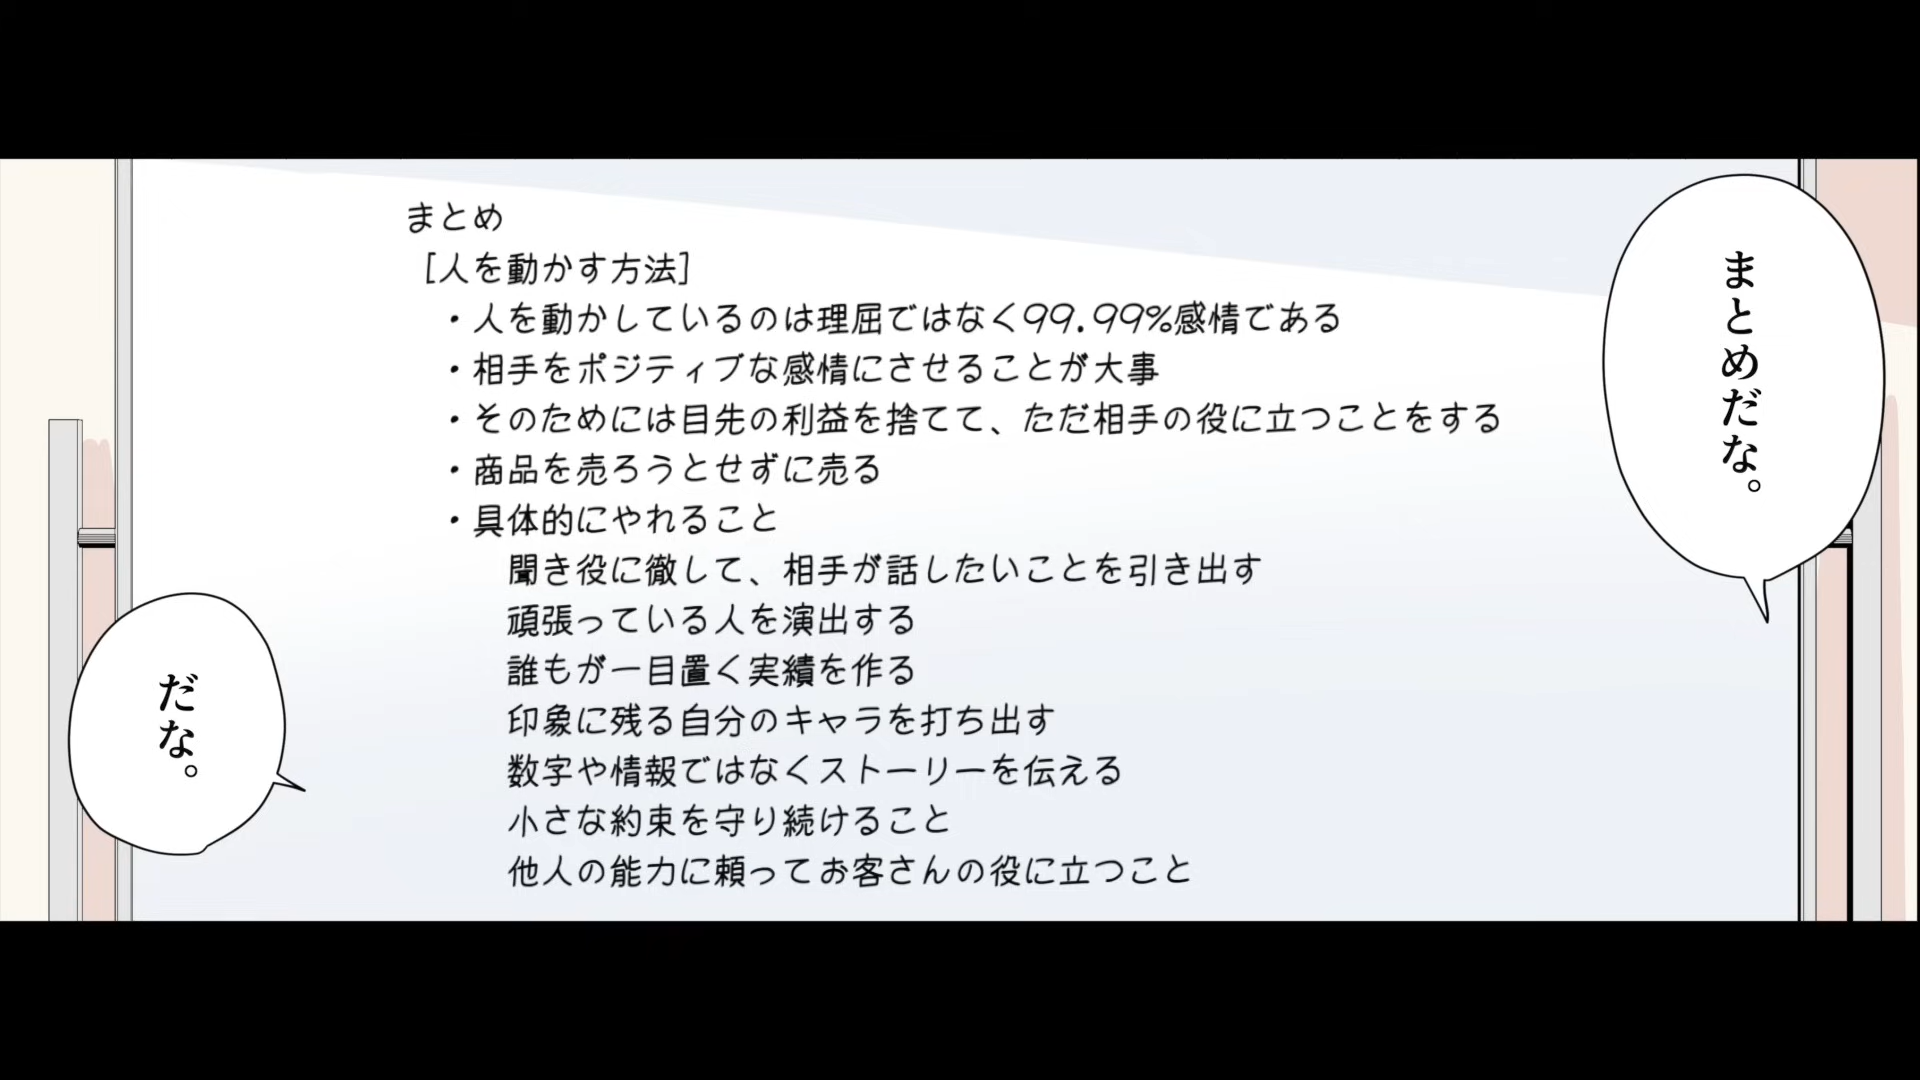 まとめ
[人を動かす方法]
・人を動かしているのは理屈ではなく99.99%感情である
・相手をポジティブな感情にさせることが大事
・そのためには目先の利益を捨てて、ただ相手の役に立つことをする
・商品を売ろうとせずに売る
・具体的にやれること
聞き役に徹して、相手が話したいことを引き出す
頑張っている人を演出する
誰もが一目置く実績を作る
印象に残る自分のキャラを打ち出す
数字や情報ではなくストーリーを伝える
小さな約束を守り続けること
他人の能力に頼ってお客さんの役に立つこと
まとめだな。
だな。